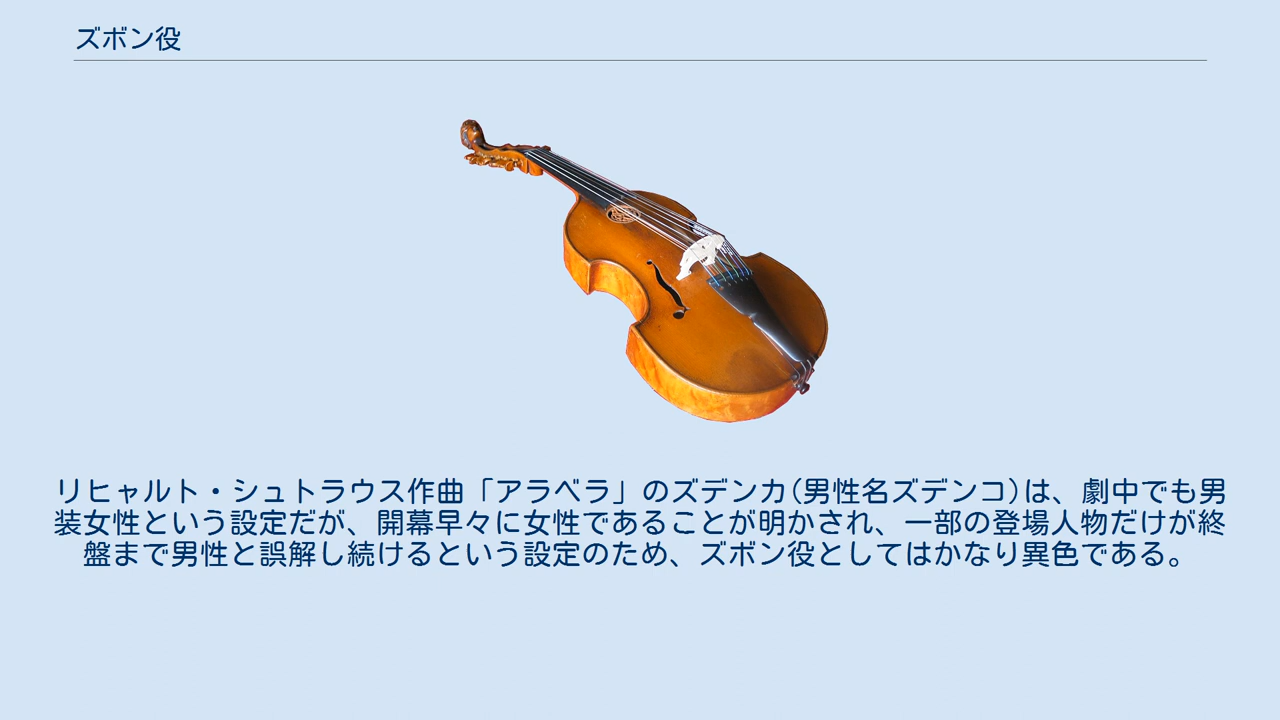 ズボン役
リヒャルト・シュトラウス作曲「アラベラ」のズデンカ(男性名ズデンコ)は、劇中でも男
装女性という設定だが、開幕早々に女性であることが明かされ、一部の登場人物だけが終
盤まで男性と誤解し続けるという設定のため、ズボン役としてはかなり異色である。